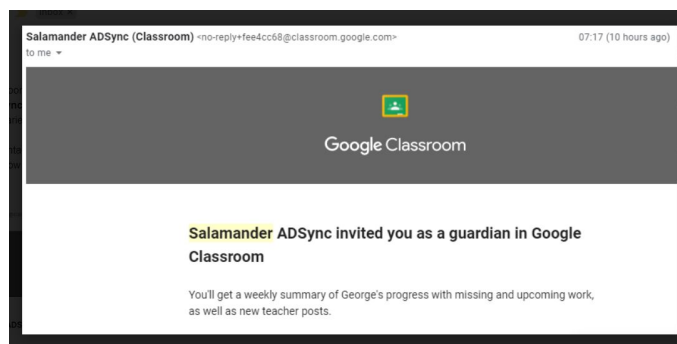 Salamander ADSync (Classroom) <no-reply+fee4cc68@classroom.google.com> 07:17 (10 hours ago)
to me
Google Classroom
Salamander ADSync invited you as a guardian in Google
Classroom
You'll get a weekly summary of George's progress with missing and upcoming work,
as well as new teacher posts.